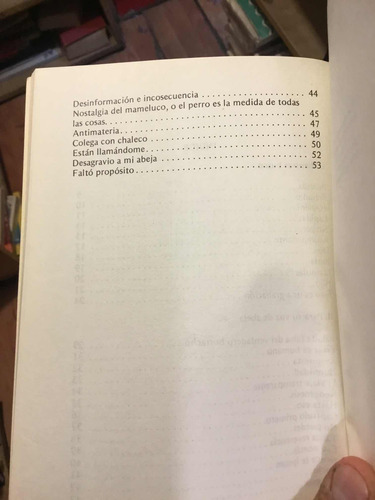 Desinformación e incosecuencia . . . . . . . . . . . . . . . . . . . . 44
Nostalgia del mameluco, o el perro es la medida de todas
las cosas. . . . . . . . . . . . . . . . . . . . . . . . . . . . . . . . . . 45
Antimateria . . . . . . . . . . . . . . . . . . . . . . . . . . . . . . . . 47
Colega con chaleco . . . . . . . . . . . . . . . . . . . . . . . . . . 49
Están llamándome. . . . . . . . . . . . . . . . . . . . . . . . . . . 50
Desagravio a mi abeja . . . . . . . . . . . . . . . . . . . . . . . . 52
Faltó propósito . . . . . . . . . . . . . . . . . . . . . . . . . . . . . 53